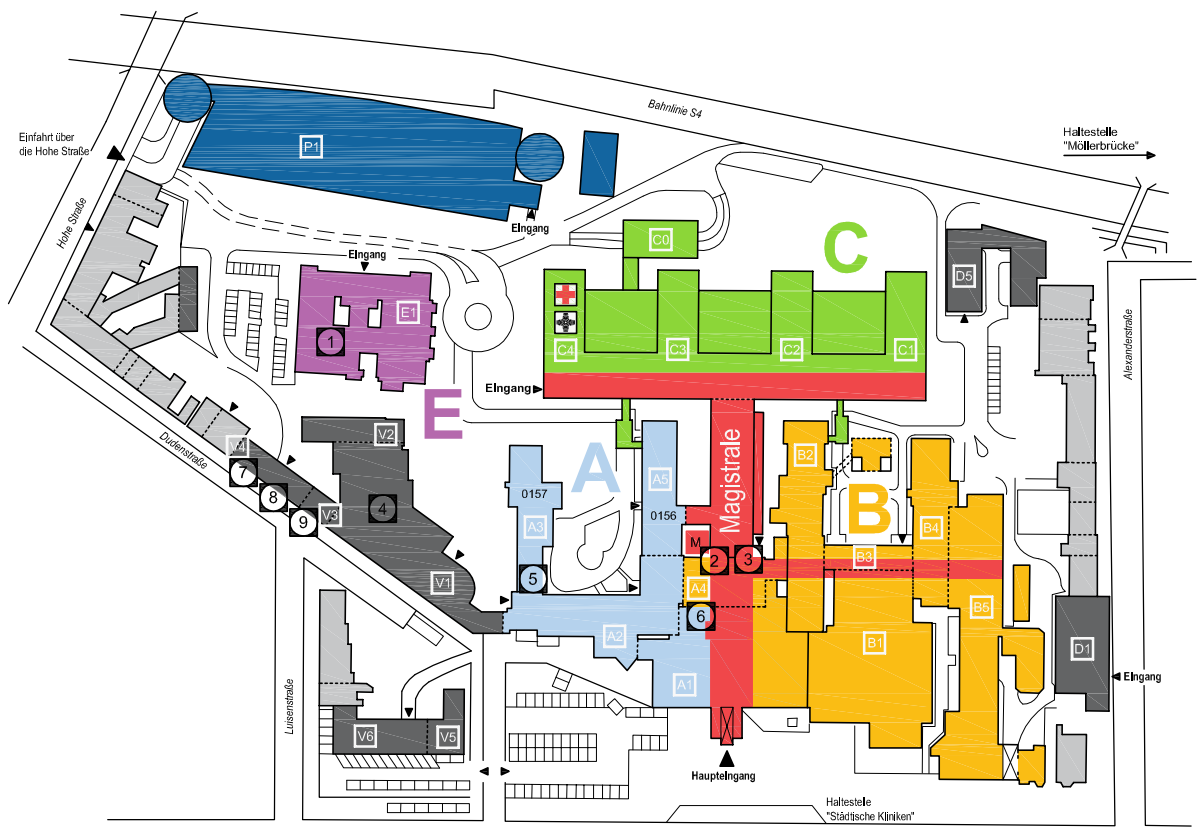 Bahnlinie S4
Einfahrt über
die Hohe Straße
Haltestelle
"Möllerbrücke"
P1
Hohe Straße
Eingang
Eingang
C0
C
D5
E1
1
C4
C3
C2
C1
Alexanderstraße
Eingang
E
Magistrale
V2
V4
Dudenstraße
7
8
9
V3
4
A
A5
0157
A3
0156
B2
B
B4
M
2
3
B3
V1
5
A4
6
B5
A2
B1
D1
A1
Eingang
Luisenstraße
V6
V5
Haupteingang
Haltestelle
"Städtische Kliniken"